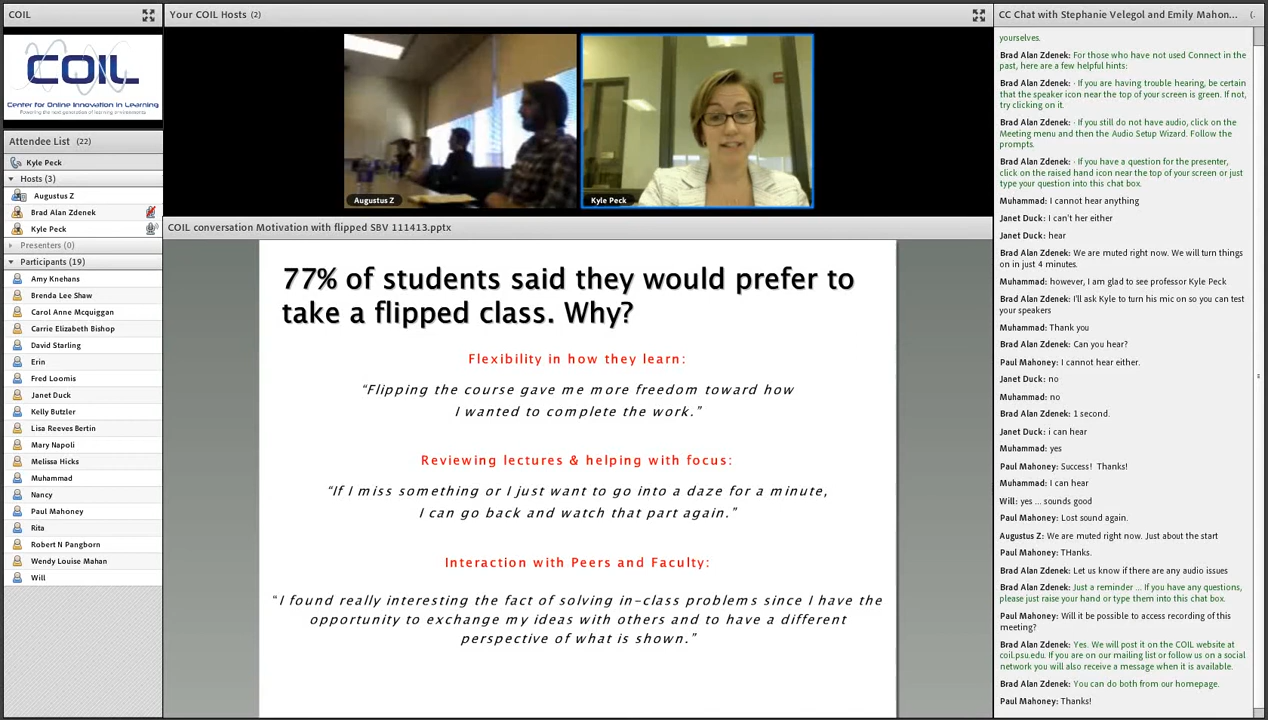 COIL
COIL
Center for Online Innovation in Learning
Powering the next generation of learning environments
Attendee List (22)
Kyle Peck
Hosts (3)
Augustus Z
Brad Alan Zdenek
Kyle Peck
Presenters (0)
Participants (19)
Amy Knehans
Brenda Lee Shaw
Carol Anne Mcquiggan
Carrie Elizabeth Bishop
David Starling
Erin
Fred Loomis
Janet Duck
Kelly Butzler
Lisa Reeves Bertin
Mary Napoli
Melissa Hicks
Muhammad
Nancy
Paul Mahoney
Rita
Robert N Pangborn
Wendy Louise Mahan
Will
Your COIL Hosts (2)
Augustus Z
Kyle Peck
COIL conversation Motivation with flipped SBV 111413.pptx
77% of students said they would prefer to
take a flipped class. Why?
Flexibility in how they learn:
"Flipping the course gave me more freedom toward how
I wanted to complete the work."
Reviewing lectures & helping with focus:
"If I miss something or I just want to go into a daze for a minute,
I can go back and watch that part again."
Interaction with Peers and Faculty:
"I found really interesting the fact of solving in-class problems since I have the
opportunity to exchange my ideas with others and to have a different
perspective of what is shown."
CC Chat with Stephanie Velegol and Emily Mahon... (.
yourselves.
Brad Alan Zdenek: For those who have not used Connect in the
past, here are a few helpful hints:
Brad Alan Zdenek: · If you are having trouble hearing, be certain
that the speaker icon near the top of your screen is green. If not,
try clicking on it.
Brad Alan Zdenek: · If you still do not have audio, click on the
Meeting menu and then the Audio Setup Wizard. Follow the
prompts.
Brad Alan Zdenek: · If you have a question for the presenter,
click on the raised hand icon near the top of your screen or just
type your question into this chat box.
Muhammad: I cannot hear anything
Janet Duck: I can't her either
Janet Duck: hear
Brad Alan Zdenek: We are muted right now. We will turn things
on in just 4 minutes.
Muhammad: however, I am glad to see professor Kyle Peck
Brad Alan Zdenek: I'll ask Kyle to turn his mic on so you can test
your speakers
Muhammad: Thank you
Brad Alan Zdenek: Can you hear?
Paul Mahoney: I cannot hear either.
Janet Duck: no
Muhammad: no
Brad Alan Zdenek: 1 second.
Janet Duck: i can hear
Muhammad: yes
Paul Mahoney: Success! Thanks!
Muhammad: I can hear
Will: yes ... sounds good
Paul Mahoney: Lost sound again.
Augustus Z: We are muted right now. Just about the start
Paul Mahoney: THanks.
Brad Alan Zdenek: Let us know if there are any audio issues
Brad Alan Zdenek: Just a reminder ... If you have any questions,
please just raise your hand or type them into this chat box.
Paul Mahoney: Will it be possible to access recording of this
meeting?
Brad Alan Zdenek: Yes. We will post it on the COIL website at
coil.psu.edu. If you are on our mailing list or follow us on a social
network you will also receive a message when it is available.
Brad Alan Zdenek: You can do both from our homepage.
Paul Mahoney: Thanks!